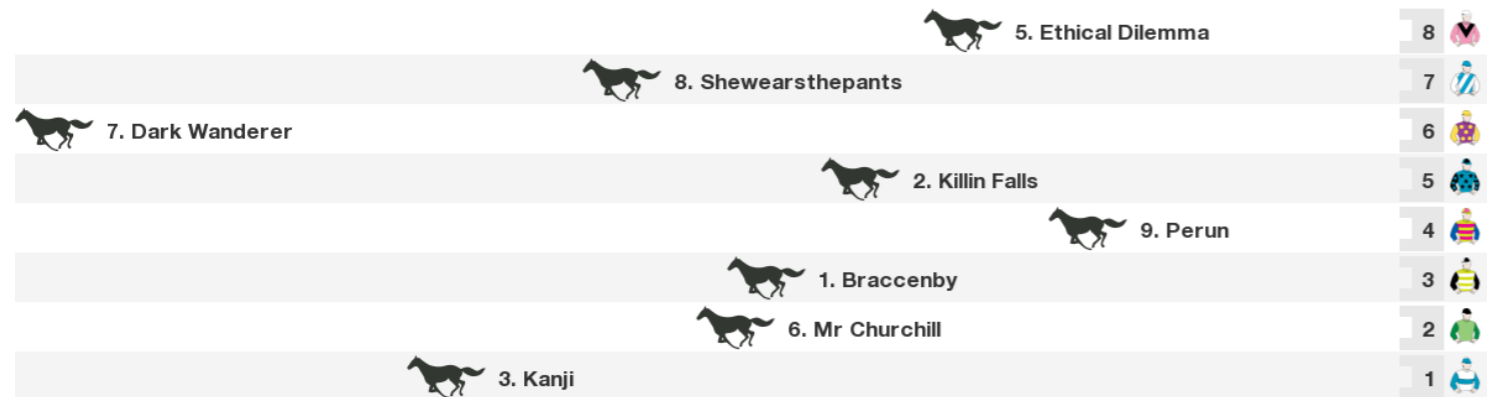 5. Ethical Dilemma 8
8. Shewearsthepants 7
7. Dark Wanderer 6
2. Killin Falls 5
9. Perun 4
1. Braccenby 3
6. Mr Churchill 2
3. Kanji 1